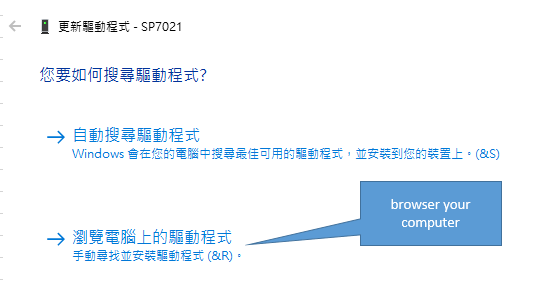 更新驅動程式 - SP7021
您要如何搜尋驅動程式?
自動搜尋驅動程式
Windows 會在您的電腦中搜尋最佳可用的驅動程式，並安裝到您的裝置上。(&S)
browser your
computer
瀏覽電腦上的驅動程式
手動尋找並安裝驅動程式 (&R)。